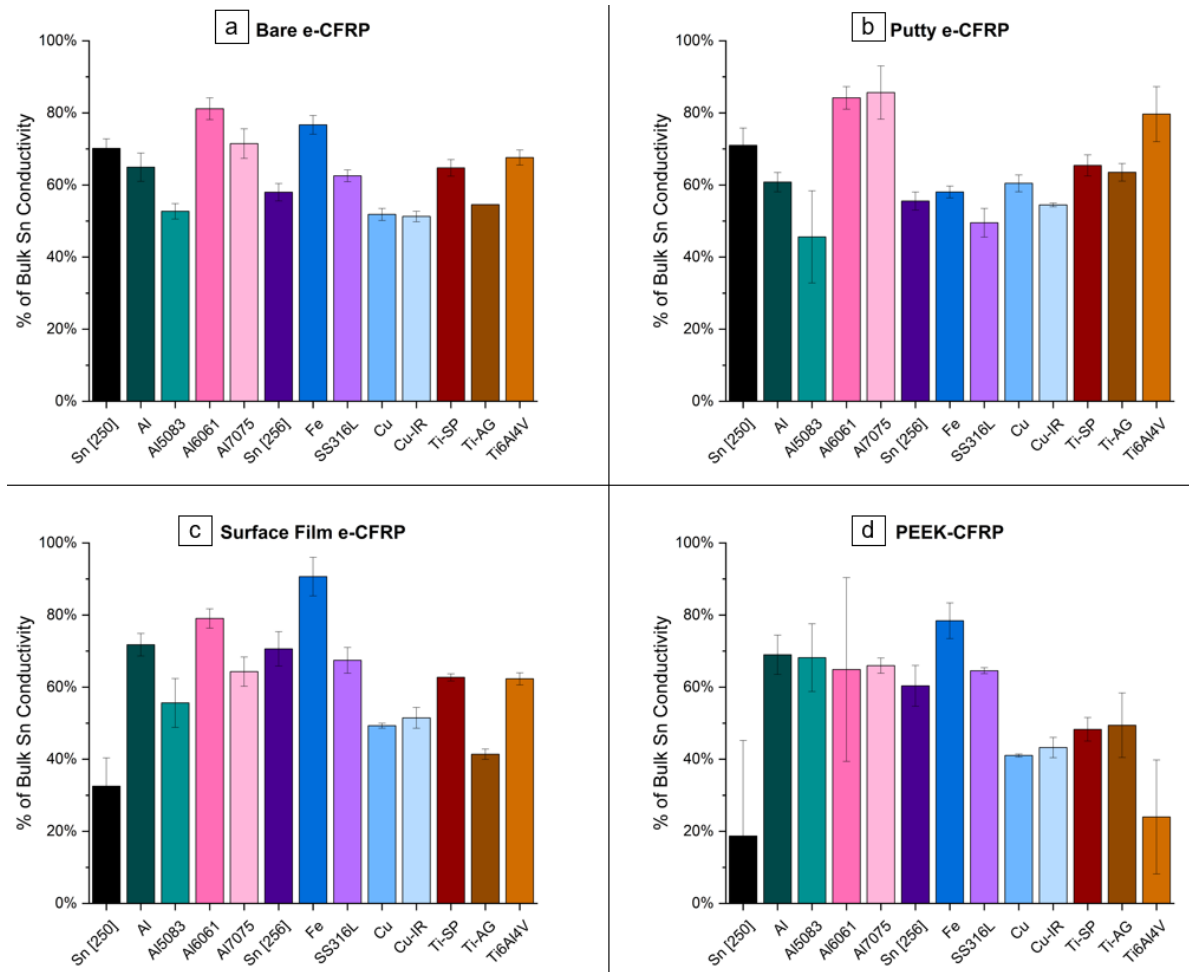 a Bare e-CFRP
% of Bulk Sn Conductivity
100%
80%
60%
40%
20%
0%
Sn [250] Al Al5083 Al6061 Al7075 Sn [256] Fe SS316L Cu Cu-IR Ti-SP Ti-AG Ti6Al4V
b Putty e-CFRP
% of Bulk Sn Conductivity
100%
80%
60%
40%
20%
0%
Sn [250] Al Al5083 Al6061 Al7075 Sn [256] Fe SS316L Cu Cu-IR Ti-SP Ti-AG Ti6Al4V
c Surface Film e-CFRP
% of Bulk Sn Conductivity
100%
80%
60%
40%
20%
0%
Sn [250] Al Al5083 Al6061 Al7075 Sn [256] Fe SS316L Cu Cu-IR Ti-SP Ti-AG Ti6Al4V
d PEEK-CFRP
% of Bulk Sn Conductivity
100%
80%
60%
40%
20%
0%
Sn [250] Al Al5083 Al6061 Al7075 Sn [256] Fe SS316L Cu Cu-IR Ti-SP Ti-AG Ti6Al4V